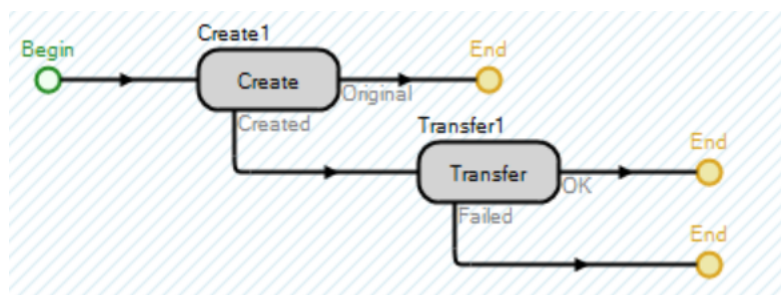 Create1
Begin
End
Create
Original
Created
Transfer1
End
Transfer
OK
Failed
End